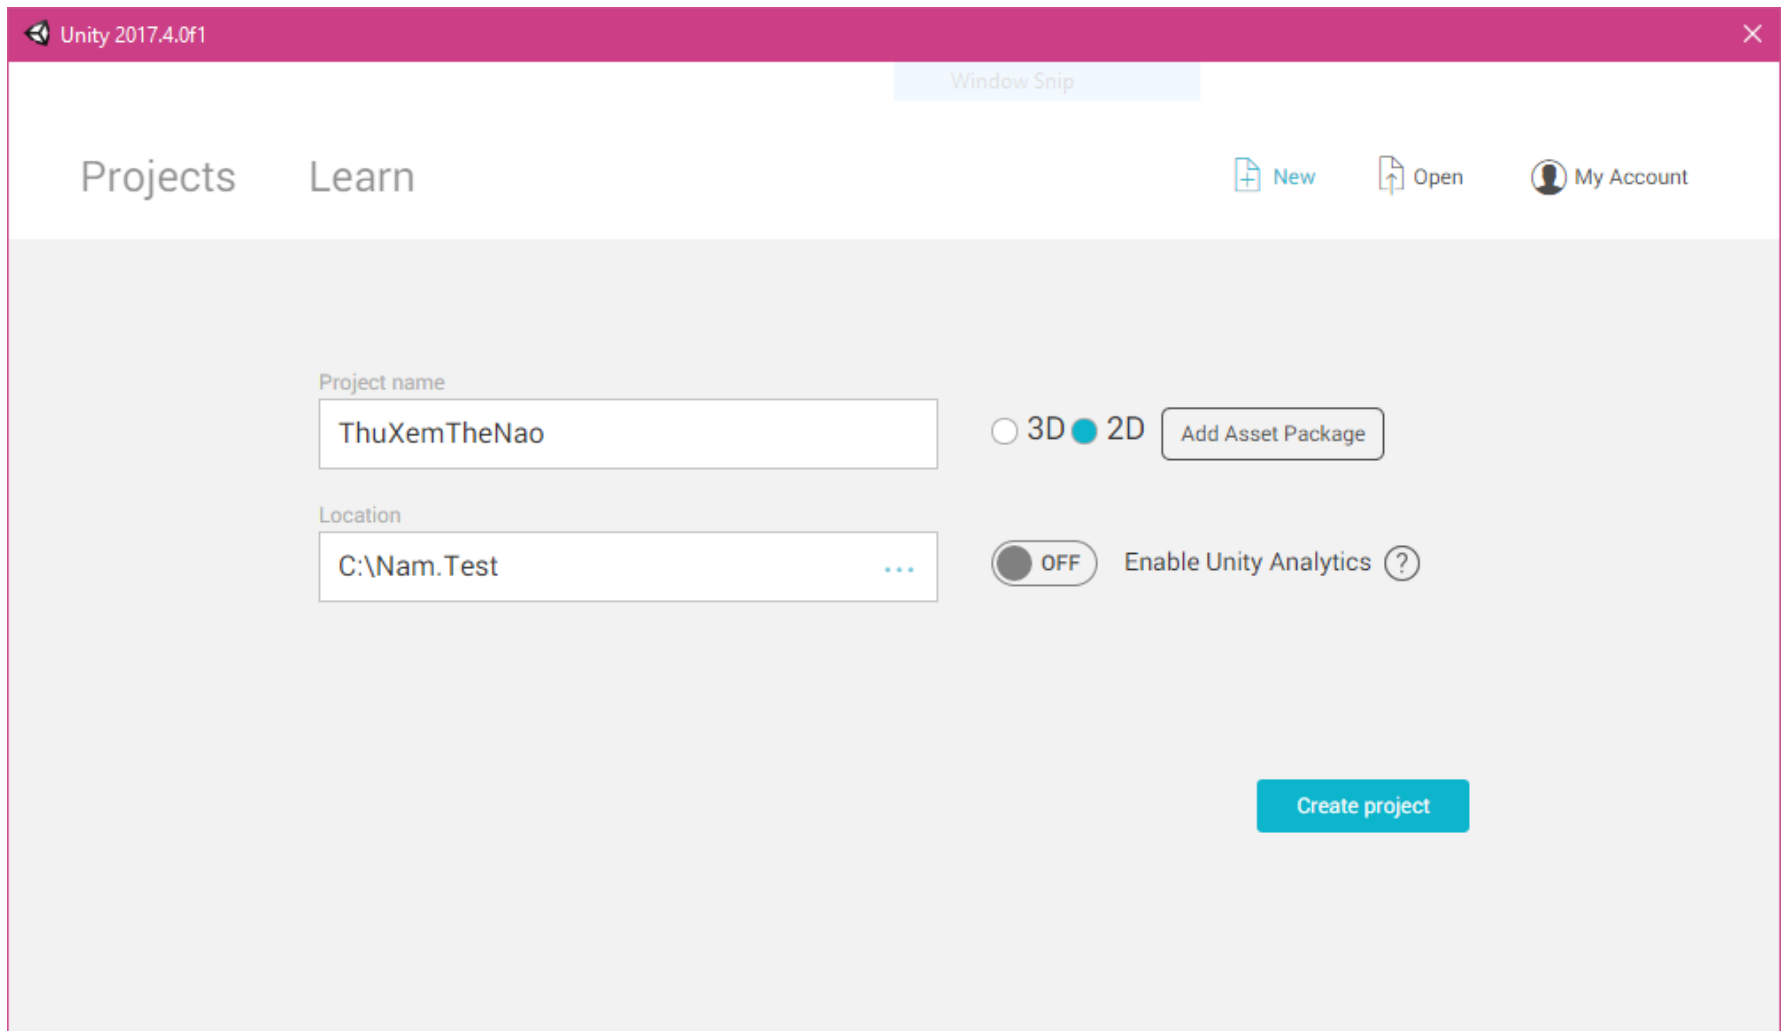 Unity 2017.4.0f1
Window Snip
Projects Learn New Open My Account
Project name
ThuXemTheNao
3D 2D Add Asset Package
Location
C:\Nam.Test ...
OFF Enable Unity Analytics ?
Create project